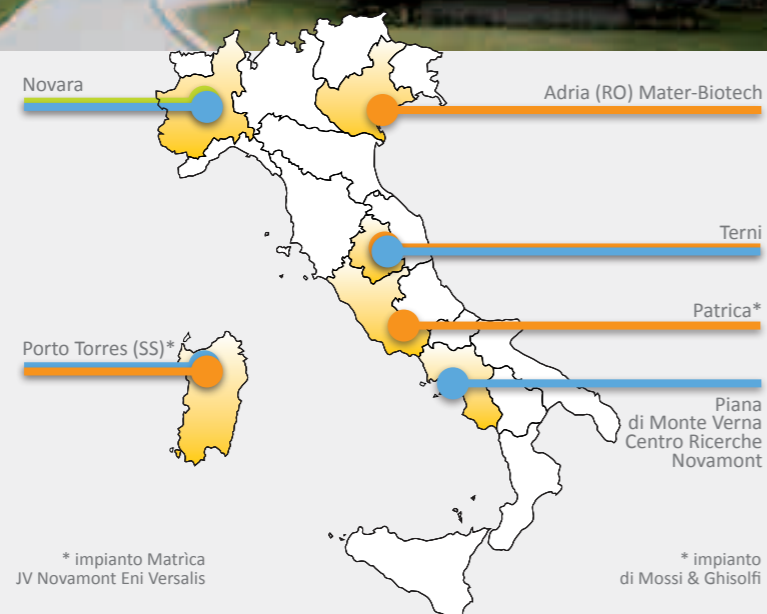 Novara
Adria (RO) Mater-Biotech
Terni
Patrica*
Porto Torres (SS)*
Piana
di Monte Verna
Centro Ricerche
Novamont
* impianto Matrìca
JV Novamont Eni Versalis
* impianto
di Mossi & Ghisolfi